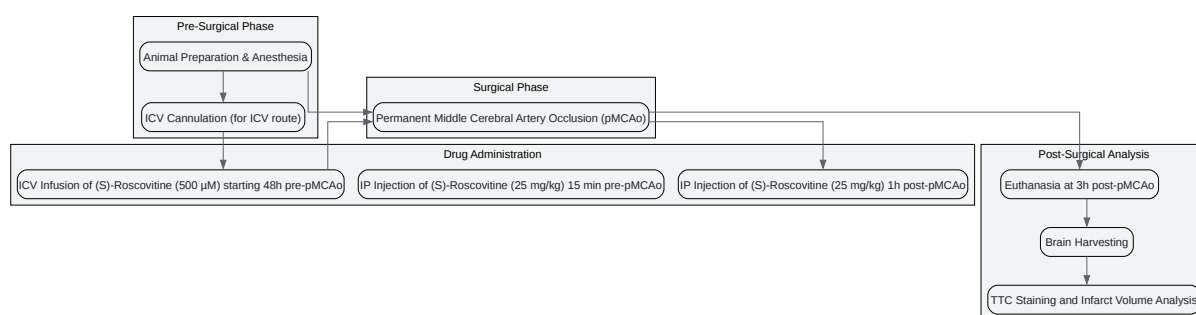 Pre-Surgical Phase
Animal Preparation & Anesthesia
ICV Cannulation (for ICV route)
Surgical Phase
Permanent Middle Cerebral Artery Occlusion (pMCAo)
Drug Administration
ICV Infusion of (S)-Roscovitine (500 µM) starting 48h pre-pMCAo
IP Injection of (S)-Roscovitine (25 mg/kg) 15 min pre-pMCAo
IP Injection of (S)-Roscovitine (25 mg/kg) 1h post-pMCAo
Post-Surgical Analysis
Euthanasia at 3h post-pMCAo
Brain Harvesting
TTC Staining and Infarct Volume Analysis